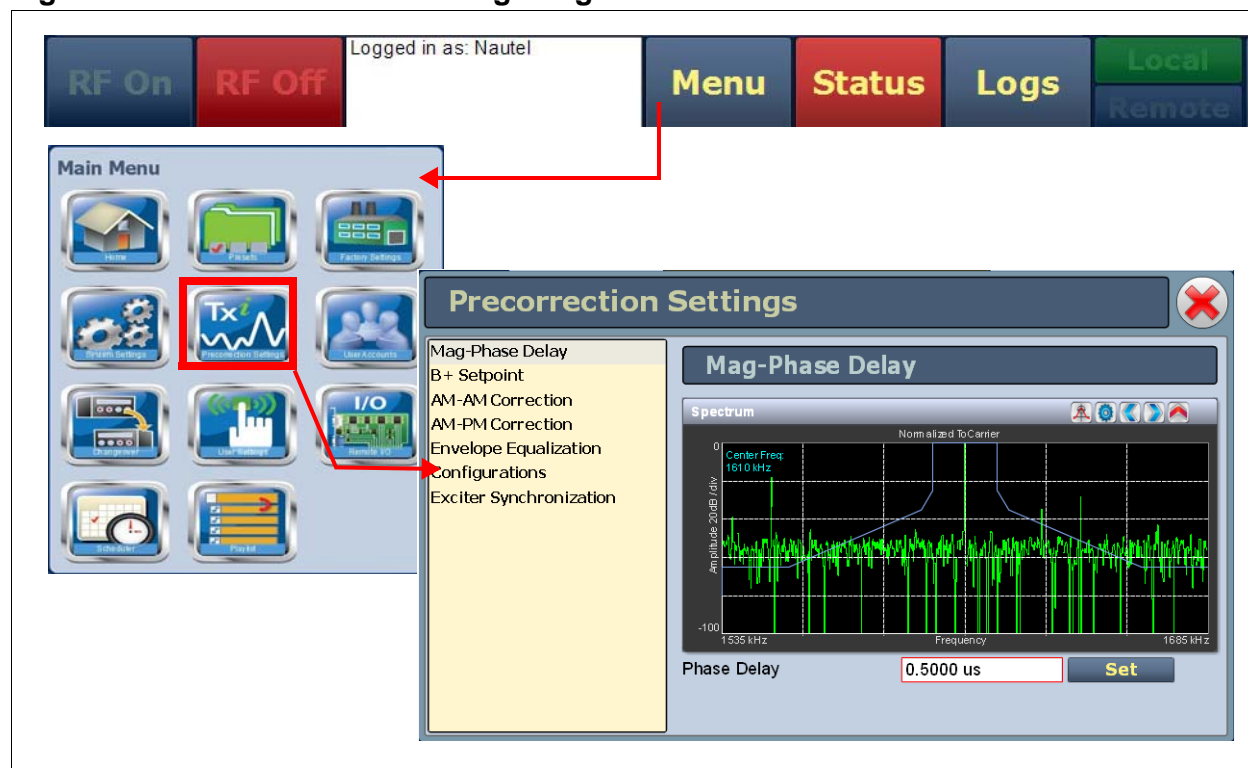 Logged in as: Nautel
RF On
RF Off
Menu
Status
Logs
Local
Remote
Main Menu
Home
Presets
Factory Settings
System Settings
Txi
Precorrection Settings
User Accounts
Changeover
User Settings
I/O
Remote I/O
Scheduler
Playlist
Precorrection Settings
Mag-Phase Delay
B+ Setpoint
AM-AM Correction
AM-PM Correction
Envelope Equalization
Configurations
Exciter Synchronization
Mag-Phase Delay
Spectrum
Normalized To Carrier
0
Center Freq:
1610 kHz
Amplitude 20dB /div
-100
1535 kHz
Frequency
1685 kHz
Phase Delay
0.5000 us
Set